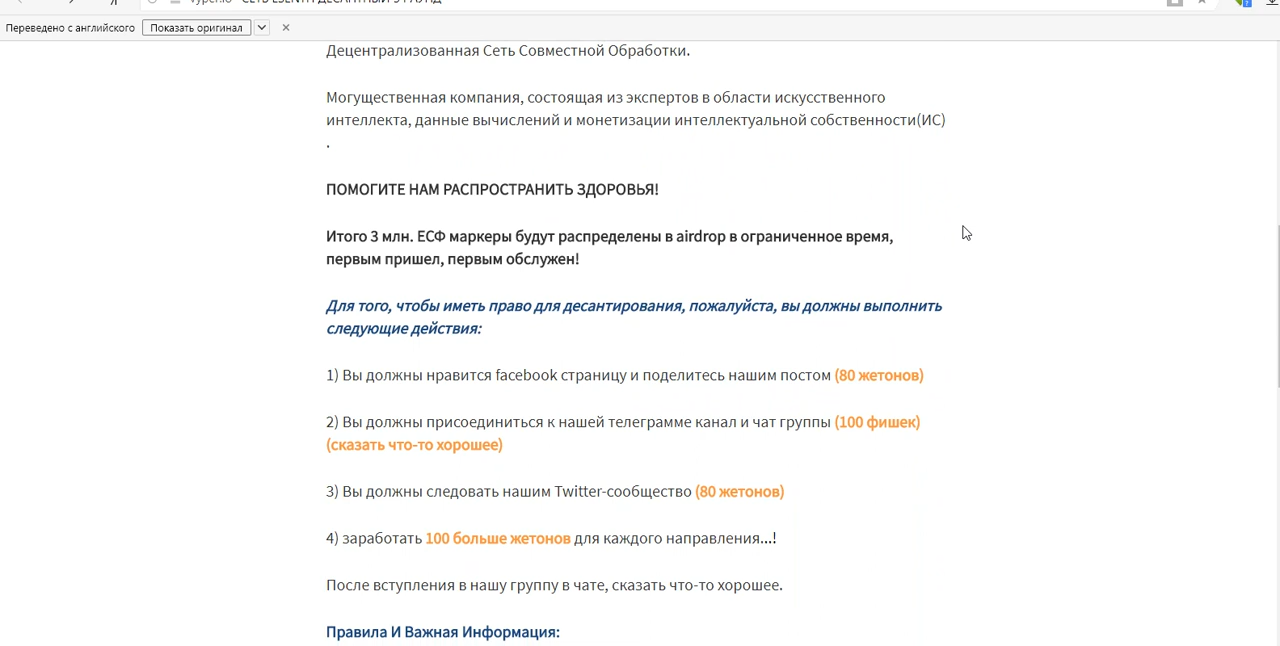 Переведено с английского Показать оригинал
Децентрализованная Сеть Совместной Обработки.
Могущественная компания, состоящая из экспертов в области искусственного
интеллекта, данные вычислений и монетизации интеллектуальной собственности(ИС)
.
ПОМОГИТЕ НАМ РАСПРОСТРАНИТЬ ЗДОРОВЬЯ!
Итого 3 млн. ЕСФ маркеры будут распределены в airdrop в ограниченное время,
первым пришел, первым обслужен!
Для того, чтобы иметь право для десантирования, пожалуйста, вы должны выполнить
следующие действия:
1) Вы должны нравится facebook страницу и поделитесь нашим постом (80 жетонов)
2) Вы должны присоединиться к нашей телеграмме канал и чат группы (100 фишек)
(сказать что-то хорошее)
3) Вы должны следовать нашим Twitter-сообщество (80 жетонов)
4) заработать 100 больше жетонов для каждого направления...!
После вступления в нашу группу в чате, сказать что-то хорошее.
Правила И Важная Информация: